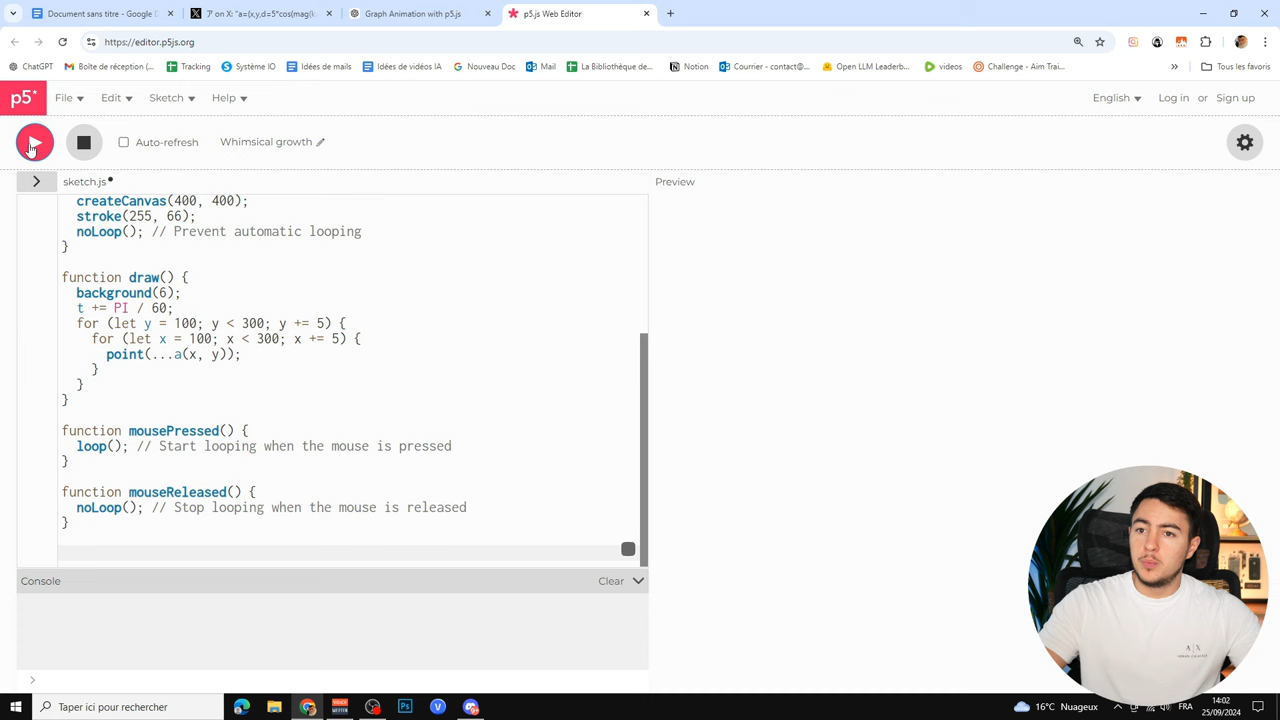 Document sans titre - Google D
7' on X: "a=(x,y,d=5*cos(mag(k
Graph Animation with p5.js
p5.js Web Editor
https://editor.p5js.org
ChatGPT
Boîte de réception (...
Tracking
Système IO
Idées de mails
Idées de vidéos IA
Nouveau Doc
Mail
La Bibliothèque de...
Notion
Courrier - contact@...
Open LLM Leaderb...
videos
Challenge - Aim Trai...
»
Tous les favoris
p5*
File
Edit
Sketch
Help
English
Log in or Sign up
Auto-refresh
Whimsical growth
sketch.js
Preview
createCanvas(400, 400);
stroke(255, 66);
noLoop(); // Prevent automatic looping
}
function draw() {
background(6);
t += PI / 60;
for (let y = 100; y < 300; y += 5) {
for (let x = 100; x < 300; x += 5) {
point(...a(x, y));
}
}
}
function mousePressed() {
loop(); // Start looping when the mouse is pressed
}
function mouseReleased() {
noLoop(); // Stop looping when the mouse is released
}
Console
Clear
>
Taper ici pour rechercher
16°C Nuageux
FRA
14:02
25/09/2024